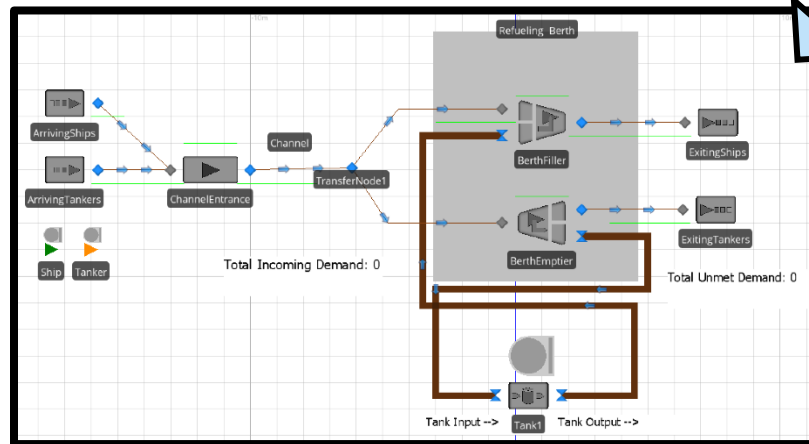 Refueling Berth
ArrivingShips
Channel
BerthFiller
ExitingShips
ArrivingTankers
ChannelEntrance
TransferNode1
BerthEmptier
ExitingTankers
Ship
Tanker
Total Incoming Demand: 0
Total Unmet Demand: 0
Tank Input -->
Tank1
Tank Output -->